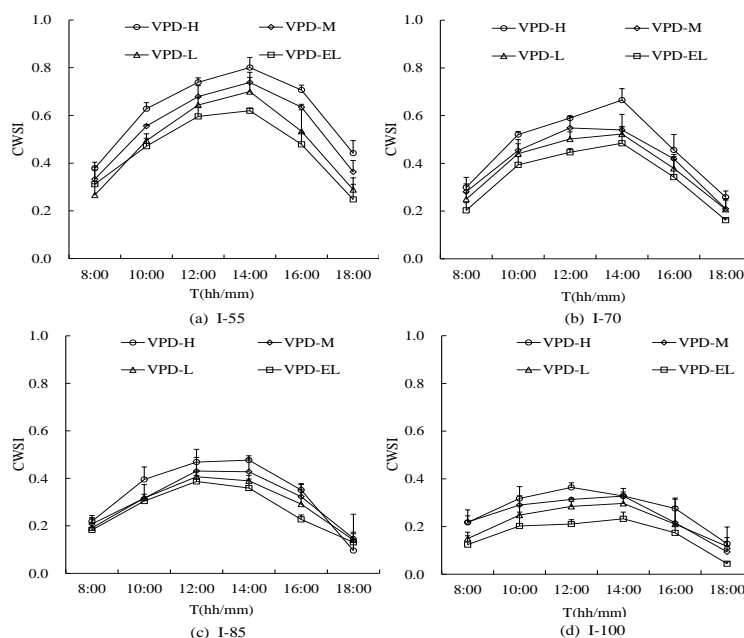 VPD-H VPD-M
VPD-L VPD-EL
1.0
0.8
0.6
0.4
0.2
0.0
CWSI
8:00 10:00 12:00 14:00 16:00 18:00
T(hh/mm)
(a) I-55
VPD-H VPD-M
VPD-L VPD-EL
1.0
0.8
0.6
0.4
0.2
0.0
CWSI
8:00 10:00 12:00 14:00 16:00 18:00
T(hh/mm)
(b) I-70
VPD-H VPD-M
VPD-L VPD-EL
1.0
0.8
0.6
0.4
0.2
0.0
CWSI
8:00 10:00 12:00 14:00 16:00 18:00
T(hh/mm)
(c) I-85
VPD-H VPD-M
VPD-L VPD-EL
1.0
0.8
0.6
0.4
0.2
0.0
CWSI
8:00 10:00 12:00 14:00 16:00 18:00
T(hh/mm)
(d) I-100